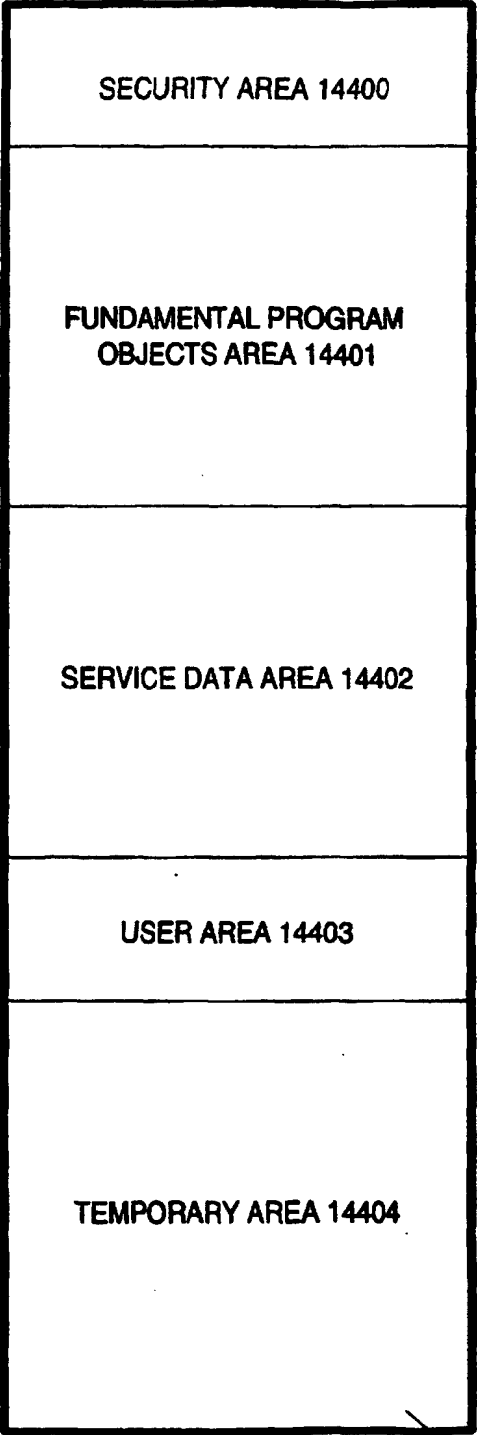 SECURITY AREA 14400
FUNDAMENTAL PROGRAM
OBJECTS AREA 14401
SERVICE DATA AREA 14402
USER AREA 14403
TEMPORARY AREA 14404